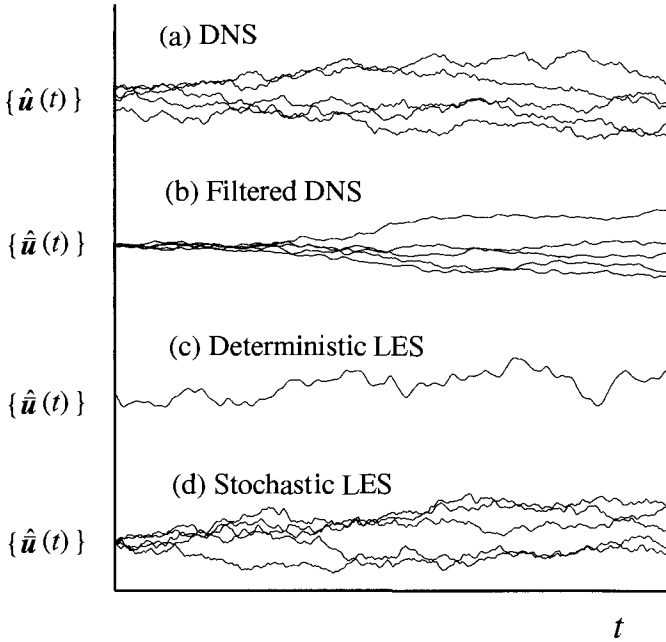 (a) DNS
{û(t)}
(b) Filtered DNS
{û̄(t)}
(c) Deterministic LES
{û̄(t)}
(d) Stochastic LES
{û̄(t)}
t